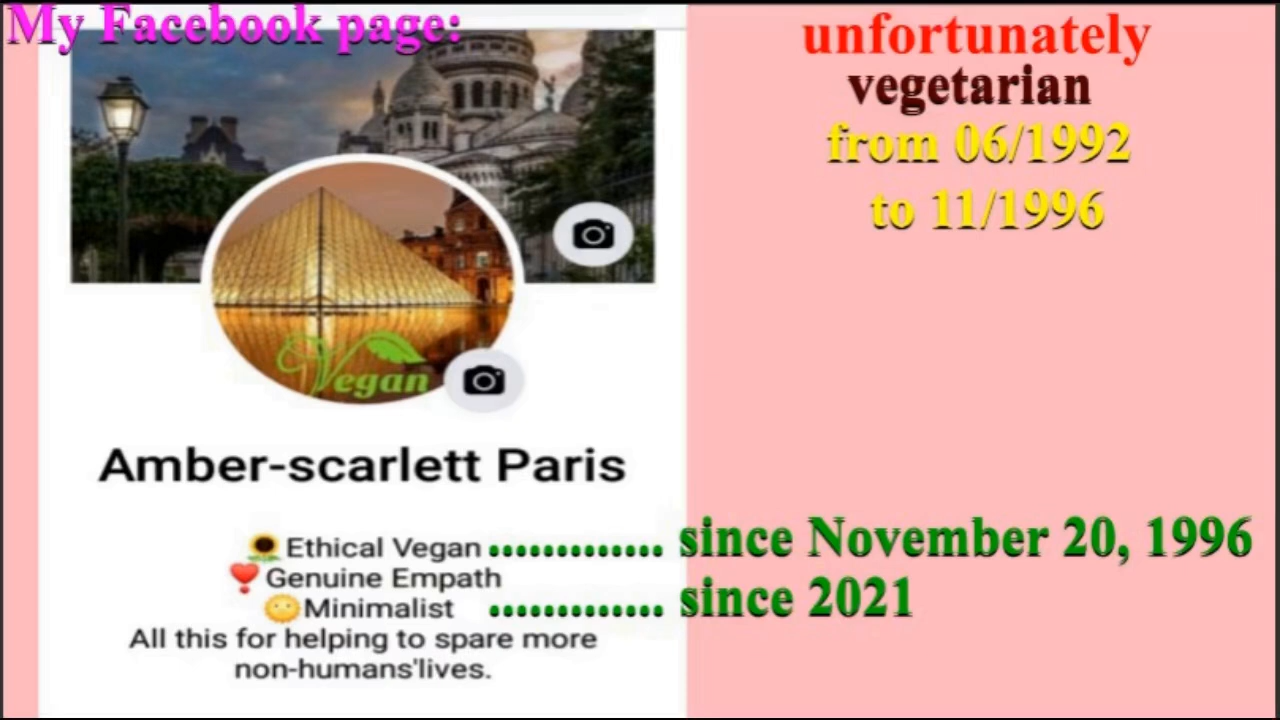 My Facebook page:
unfortunately
vegetarian
from 06/1992
to 11/1996
Vegan
Amber-scarlett Paris
🌻Ethical Vegan ............. since November 20, 1996
❣️Genuine Empath
🌝Minimalist ............. since 2021
All this for helping to spare more
non-humans'lives.